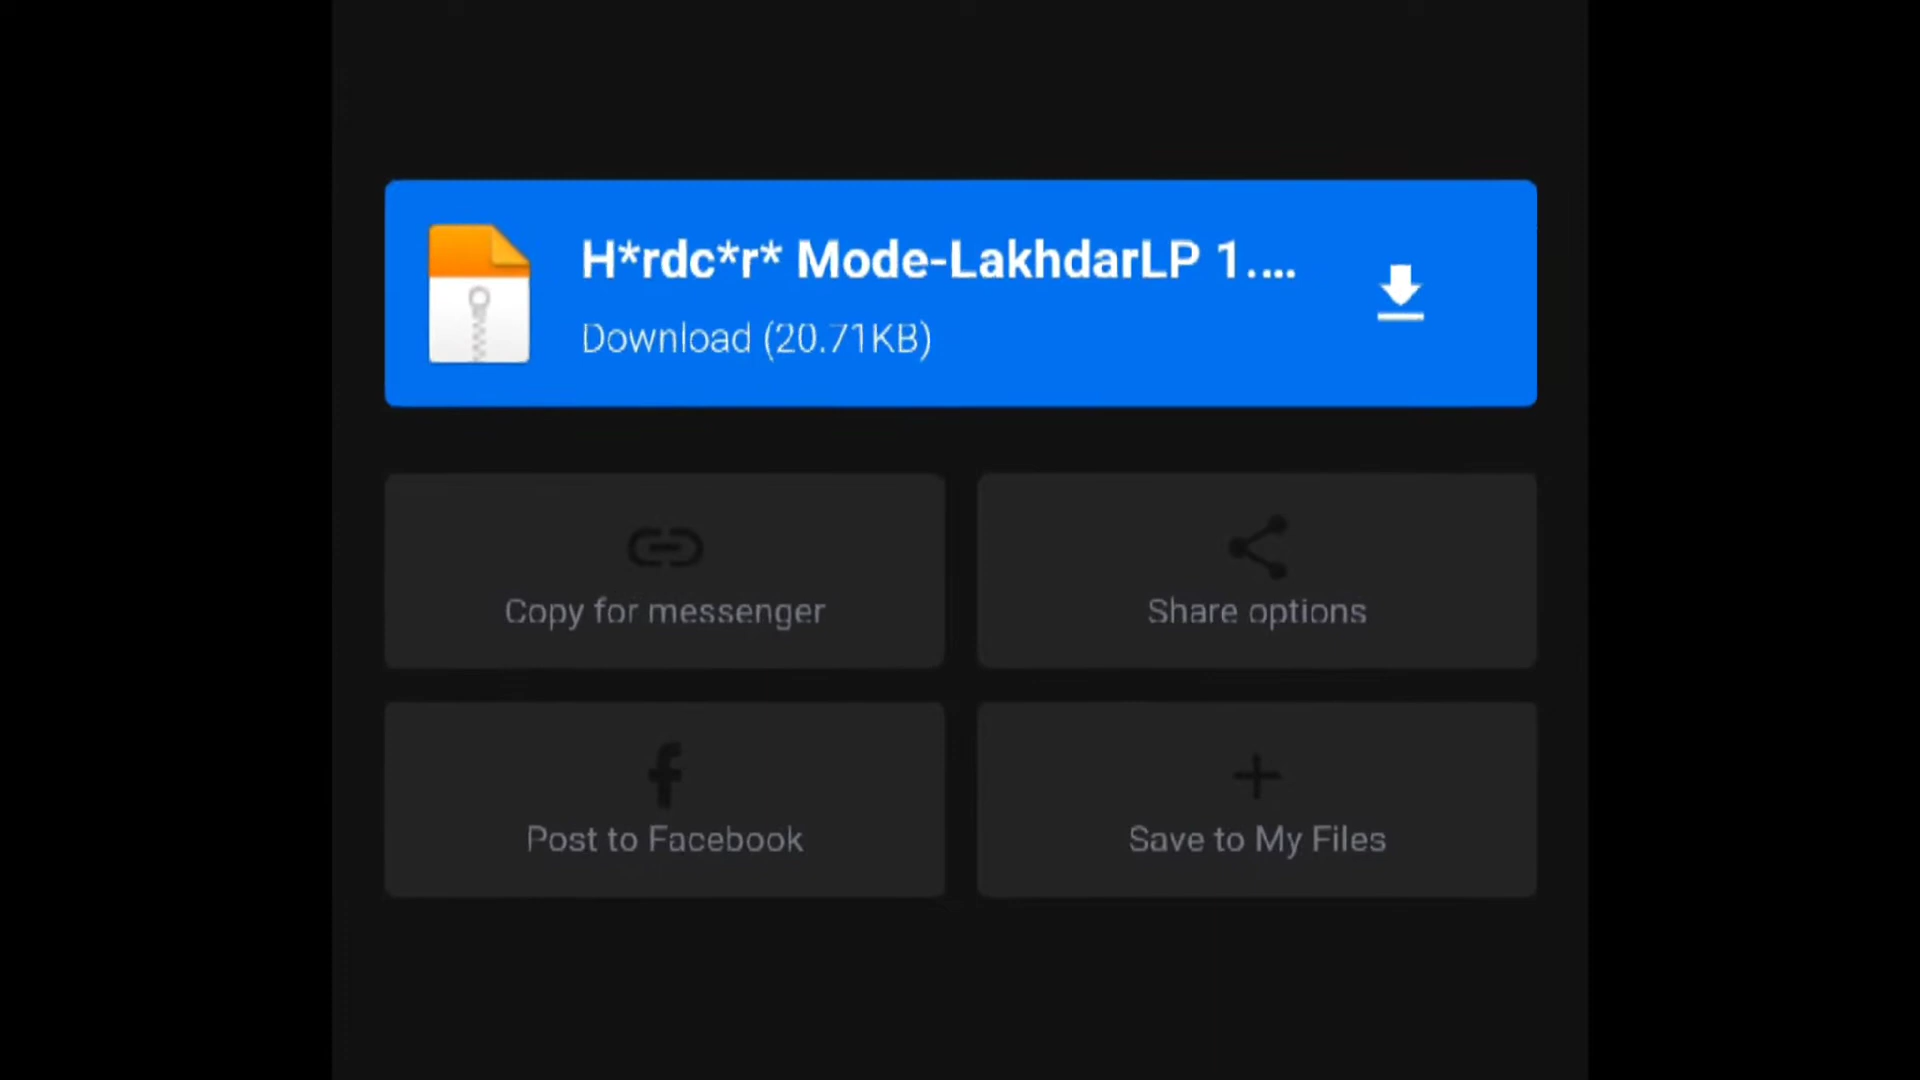 H*rdc*r* Mode-LakhdarLP 1....
Download (20.71KB)
Copy for messenger
Share options
Post to Facebook
Save to My Files